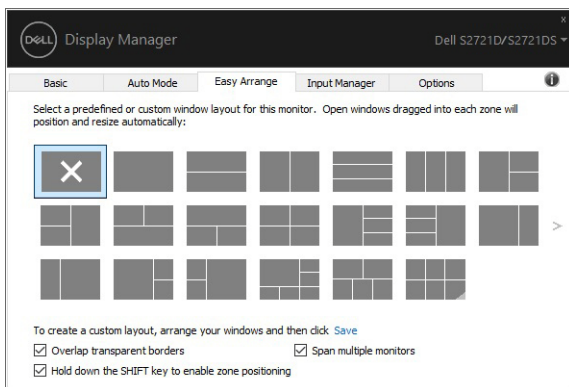 x
DELL Display Manager Dell S2721D/S2721DS
Basic Auto Mode Easy Arrange Input Manager Options
Select a predefined or custom window layout for this monitor. Open windows dragged into each zone will
position and resize automatically:
To create a custom layout, arrange your windows and then click Save
Overlap transparent borders Span multiple monitors
Hold down the SHIFT key to enable zone positioning